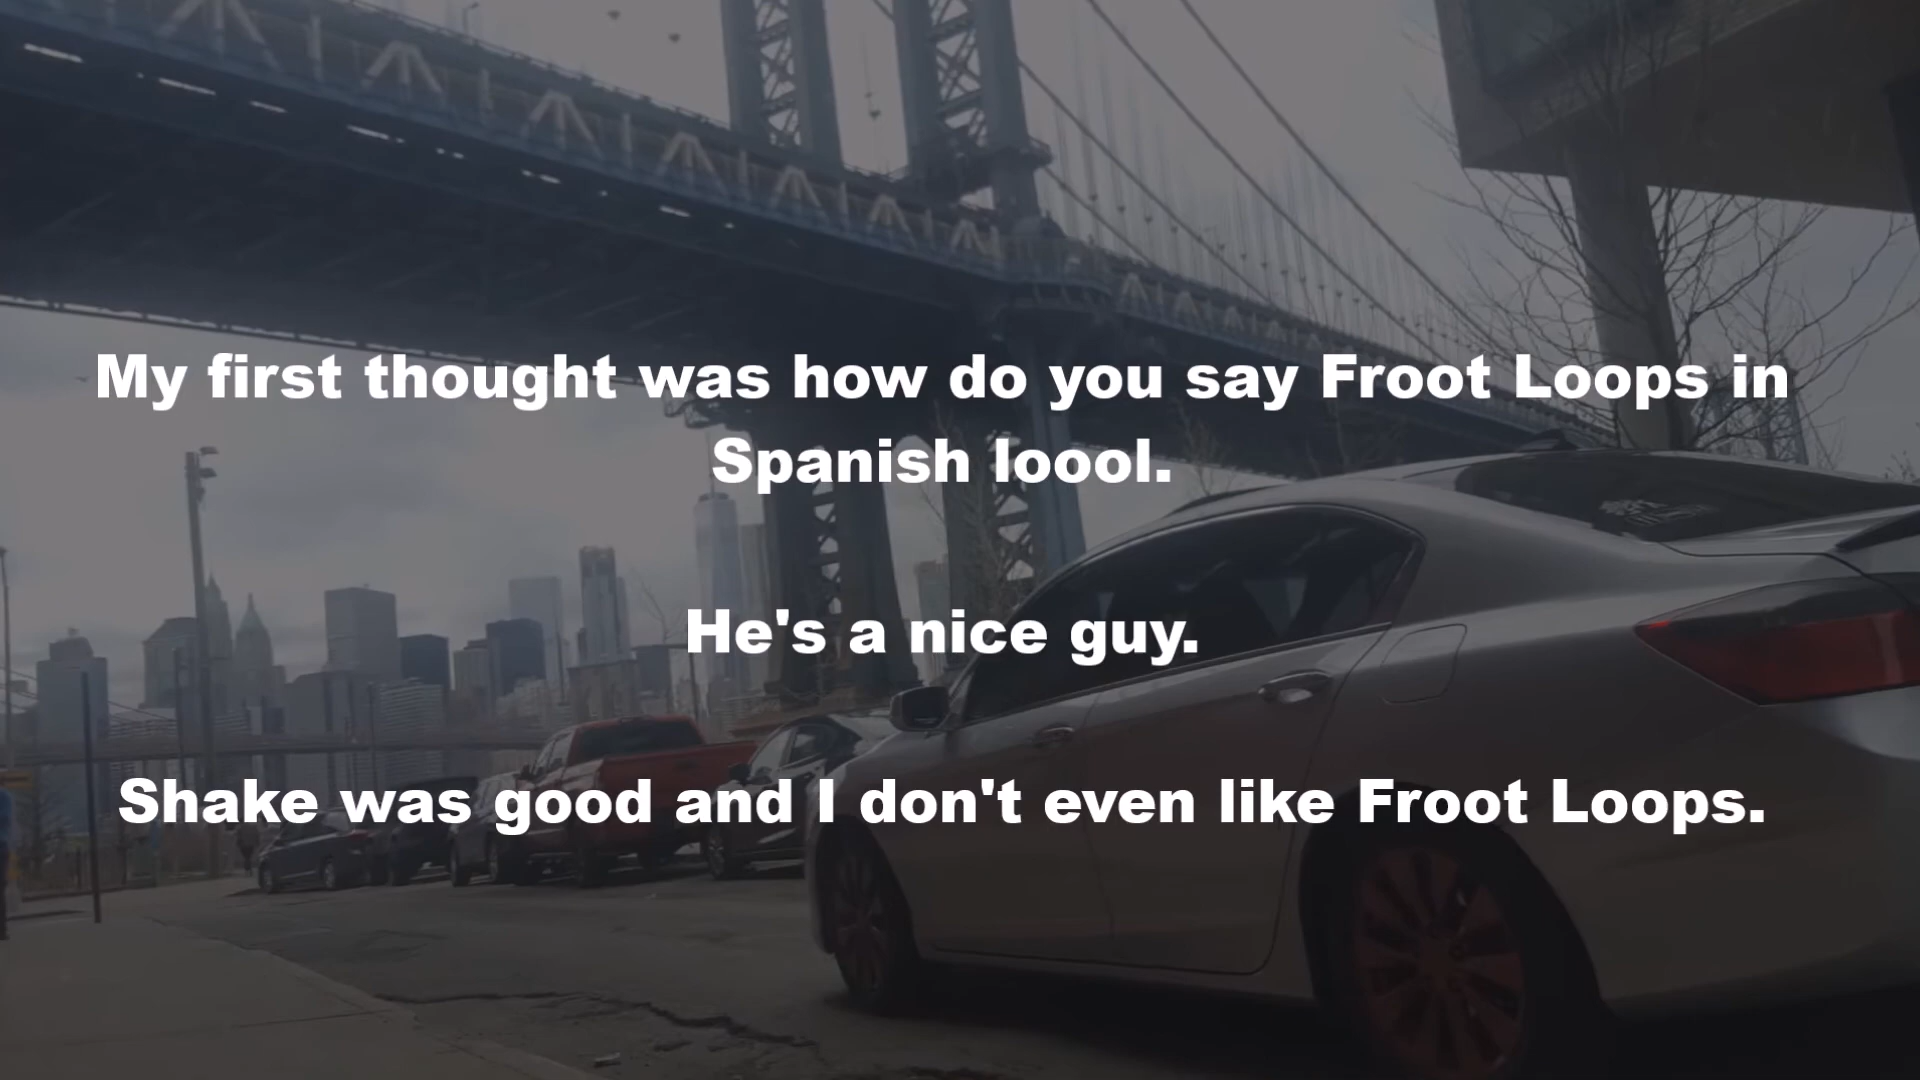 My first thought was how do you say Froot Loops in
Spanish loool.
He's a nice guy.
Shake was good and I don't even like Froot Loops.